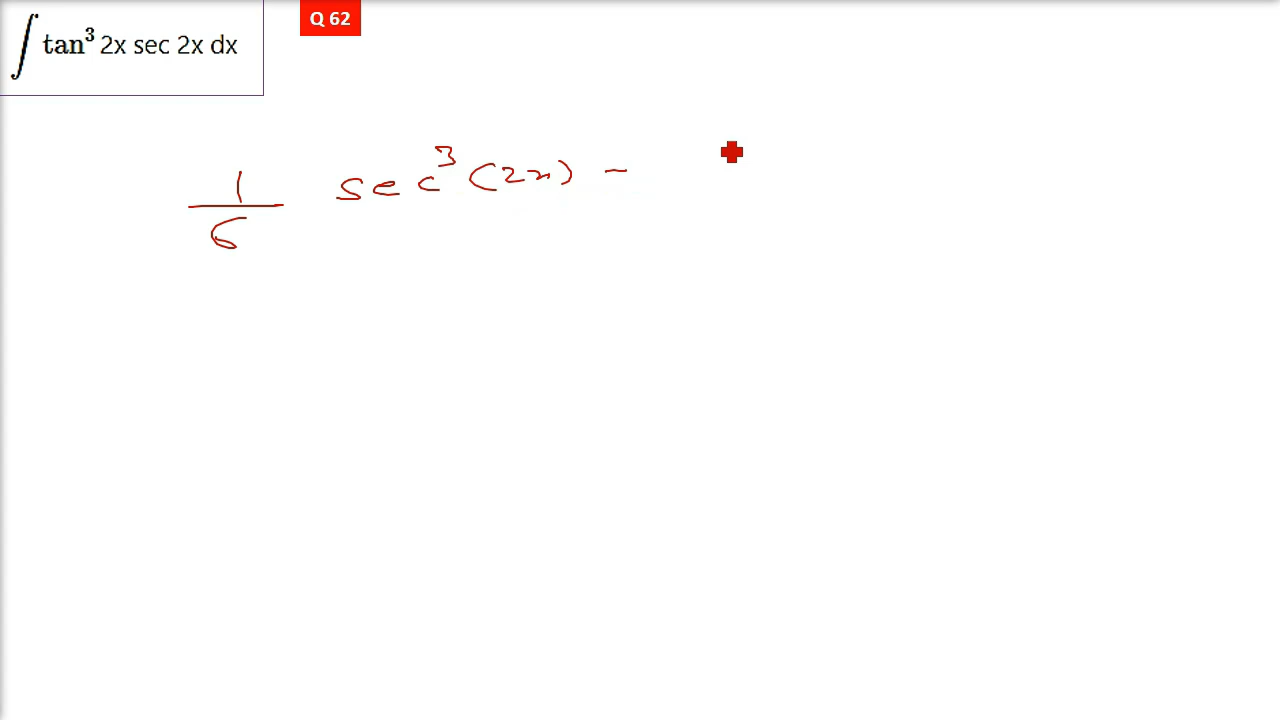 Q 62
∫ tan³ 2x sec 2x dx
1/6 sec³ (2x) −